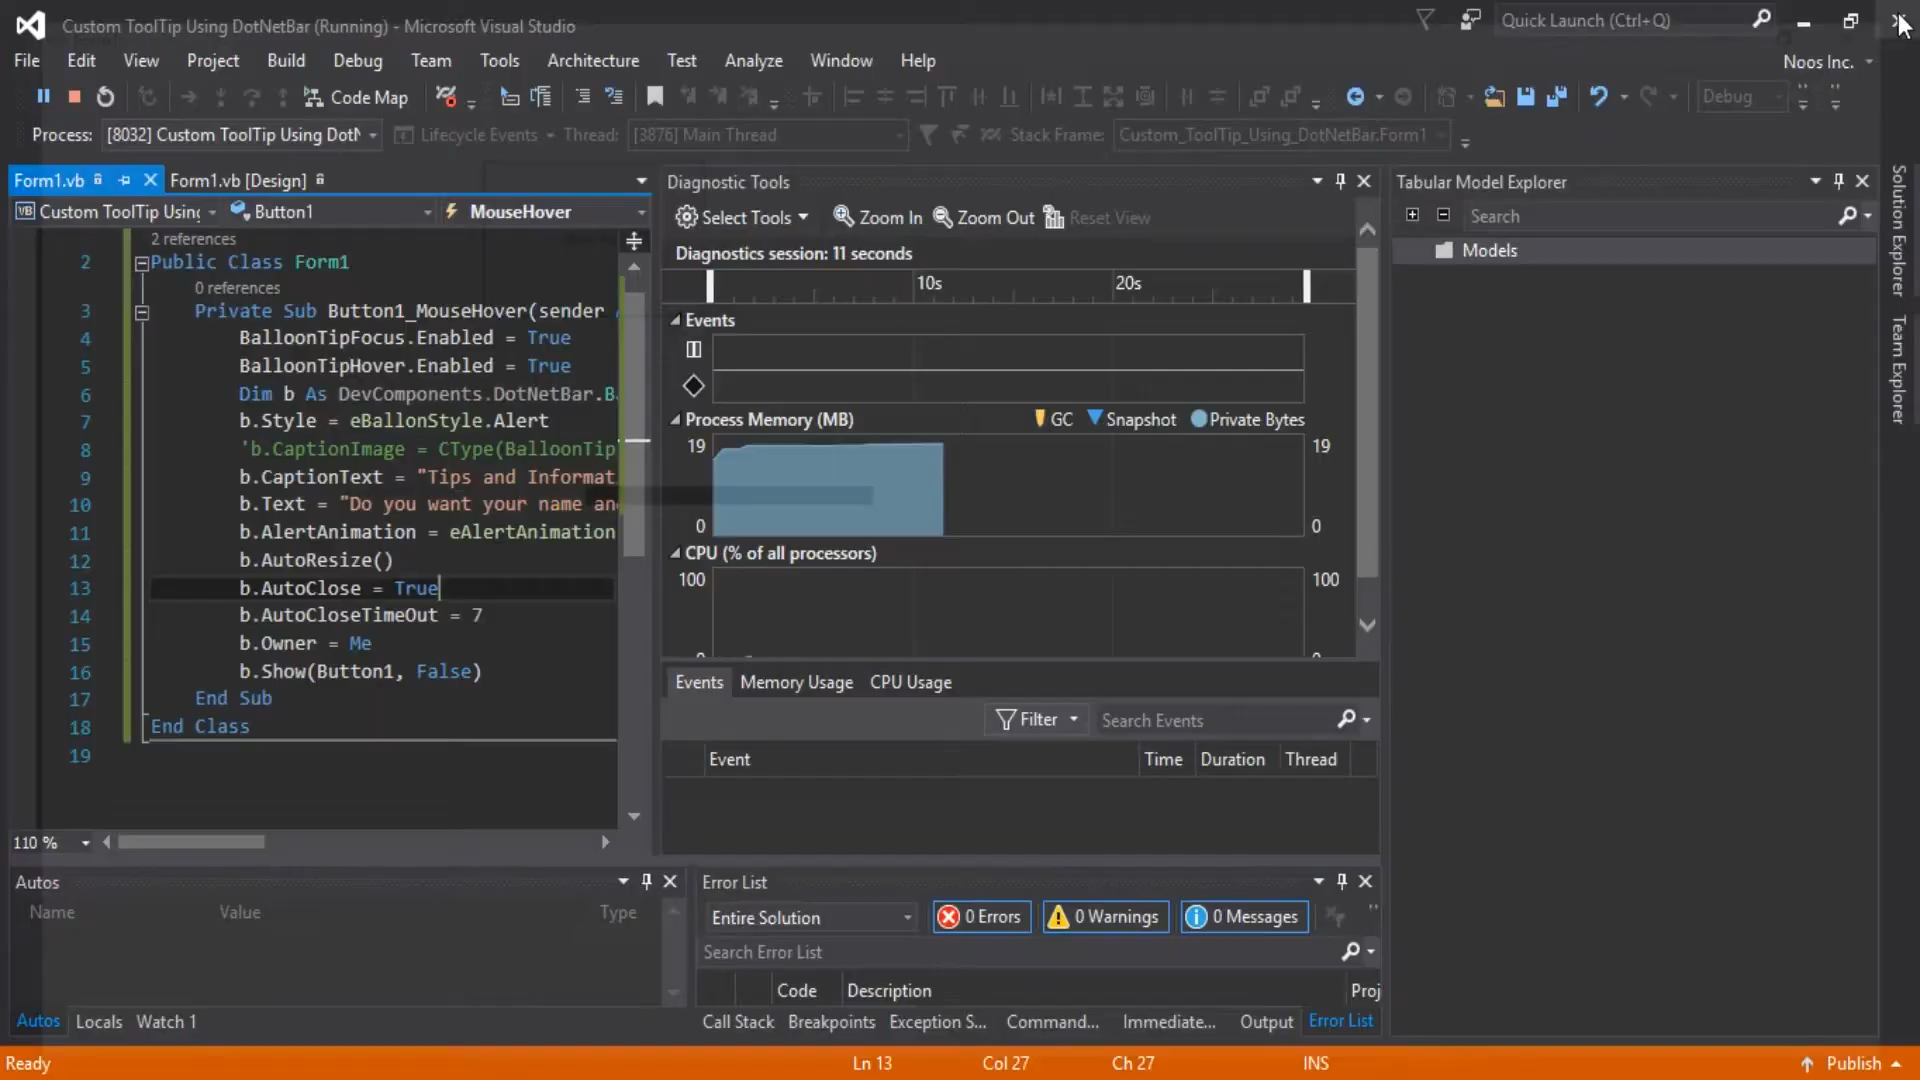 Custom ToolTip Using DotNetBar (Running) - Microsoft Visual Studio
Quick Launch (Ctrl+Q)
File Edit View Project Build Debug Team Tools Architecture Test Analyze Window Help
Noos Inc.
Code Map
Debug
Process: [8032] Custom ToolTip Using DotN Lifecycle Events Thread: [3876] Main Thread Stack Frame: Custom_ToolTip_Using_DotNetBar.Form1
Form1.vb Form1.vb [Design]
VB Custom ToolTip Using Button1 MouseHover
2 references
2 Public Class Form1
0 references
3 Private Sub Button1_MouseHover(sender
4 BalloonTipFocus.Enabled = True
5 BalloonTipHover.Enabled = True
6 Dim b As DevComponents.DotNetBar.B
7 b.Style = eBallonStyle.Alert
8 'b.CaptionImage = CType(BalloonTip
9 b.CaptionText = "Tips and Informat
10 b.Text = "Do you want your name an
11 b.AlertAnimation = eAlertAnimation
12 b.AutoResize()
13 b.AutoClose = True
14 b.AutoCloseTimeOut = 7
15 b.Owner = Me
16 b.Show(Button1, False)
17 End Sub
18 End Class
19
110 %
Diagnostic Tools
Select Tools Zoom In Zoom Out Reset View
Diagnostics session: 11 seconds
10s 20s
Events
Process Memory (MB) GC Snapshot Private Bytes
19 19
0 0
CPU (% of all processors)
100 100
Events Memory Usage CPU Usage
Filter Search Events
Event Time Duration Thread
Tabular Model Explorer
Search
Models
Solution Explorer
Team Explorer
Autos
Name Value Type
Autos Locals Watch 1
Error List
Entire Solution 0 Errors 0 Warnings 0 Messages
Search Error List
Code Description Proj
Call Stack Breakpoints Exception S... Command... Immediate... Output Error List
Ready Ln 13 Col 27 Ch 27 INS Publish